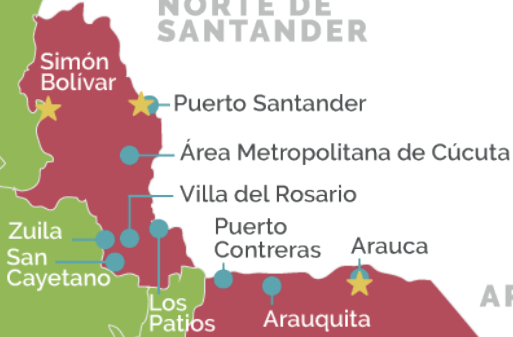 NORTE DE
SANTANDER
Simón
Bolívar
Puerto Santander
Área Metropolitana de Cúcuta
Villa del Rosario
Zuila
San
Cayetano
Puerto
Contreras
Arauca
Los
Patios
Arauquita